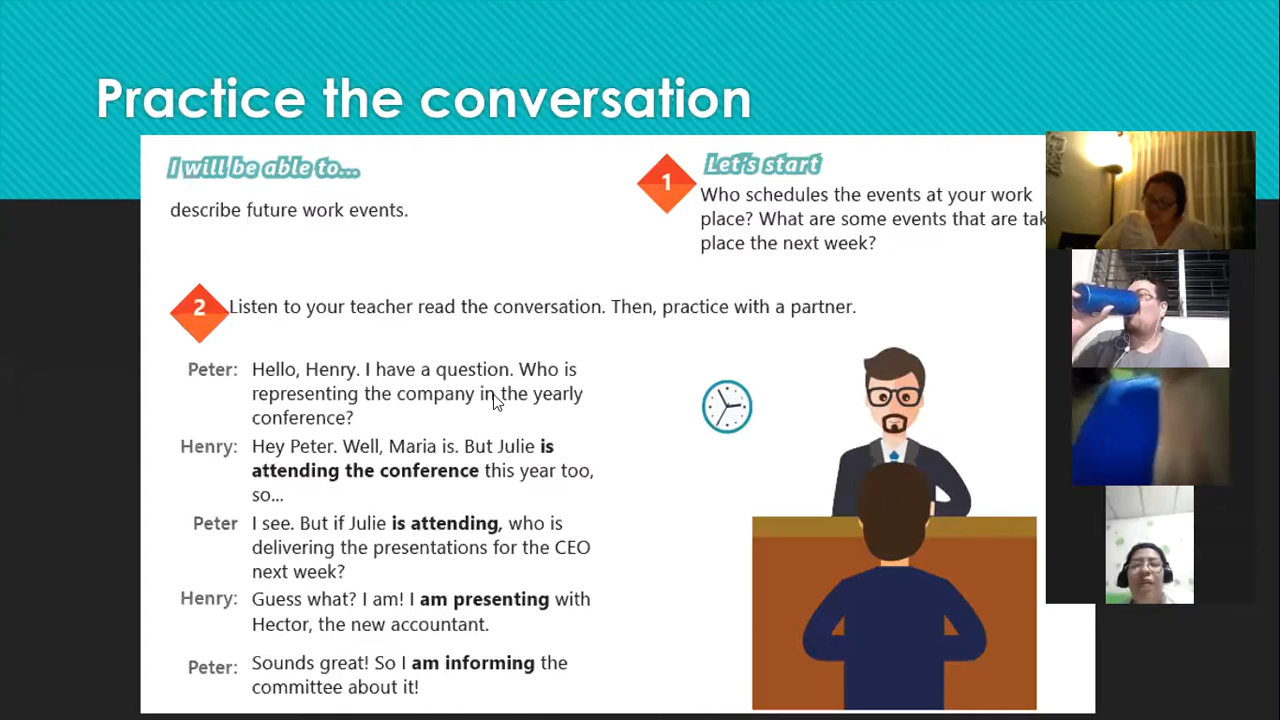 Practice the conversation
I will be able to...
describe future work events.
1
Let's start
Who schedules the events at your work
place? What are some events that are
place the next week?
2
Listen to your teacher read the conversation. Then, practice with a partner.
Peter: Hello, Henry. I have a question. Who is
representing the company in the yearly
conference?
Henry: Hey Peter. Well, Maria is. But Julie is
attending the conference this year too,
so...
Peter I see. But if Julie is attending, who is
delivering the presentations for the CEO
next week?
Henry: Guess what? I am! I am presenting with
Hector, the new accountant.
Peter: Sounds great! So I am informing the
committee about it!